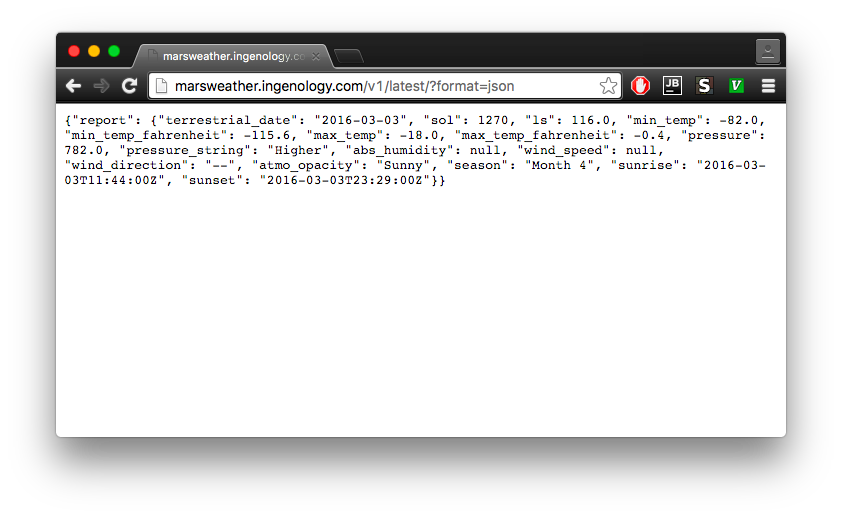 marsweather.ingenology.co
marsweather.ingenology.com/v1/latest/?format=json
JB
S
V
{"report": {"terrestrial_date": "2016-03-03", "sol": 1270, "ls": 116.0, "min_temp": -82.0,
"min_temp_fahrenheit": -115.6, "max_temp": -18.0, "max_temp_fahrenheit": -0.4, "pressure":
782.0, "pressure_string": "Higher", "abs_humidity": null, "wind_speed": null,
"wind_direction": "--", "atmo_opacity": "Sunny", "season": "Month 4", "sunrise": "2016-03-
03T11:44:00Z", "sunset": "2016-03-03T23:29:00Z"}}